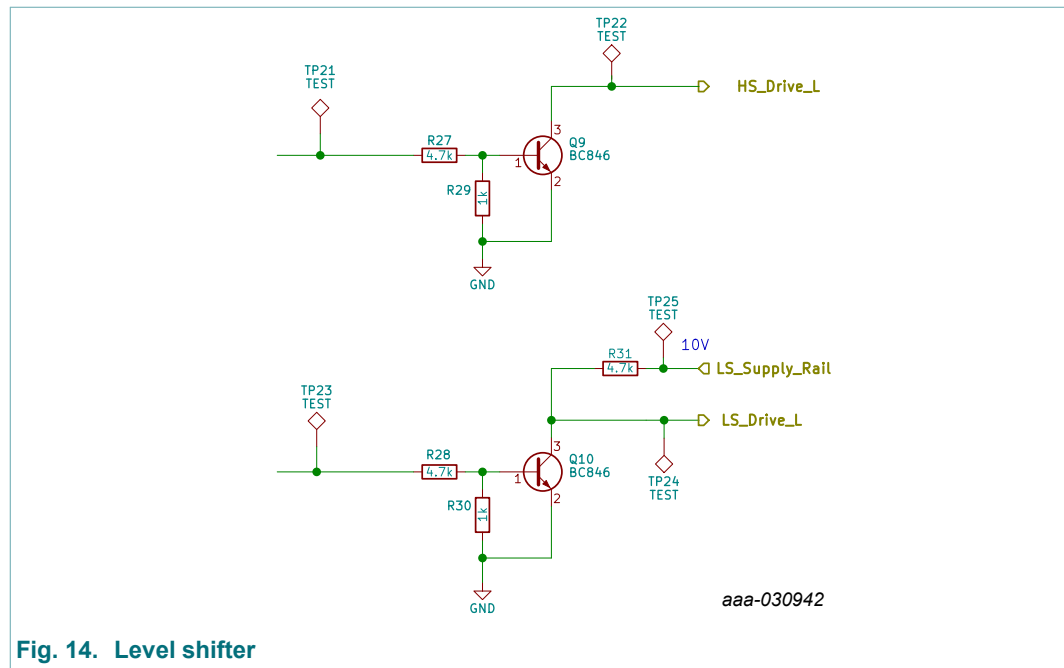 TP22
TEST
TP21
TEST
HS_Drive_L
R27
4.7k
3
Q9
BC846
1
2
R29
1k
GND
TP25
TEST
10V
R31
4.7k
LS_Supply_Rail
TP23
TEST
LS_Drive_L
R28
4.7k
3
Q10
BC846
1
2
TP24
TEST
R30
1k
GND
aaa-030942
Fig. 14. Level shifter